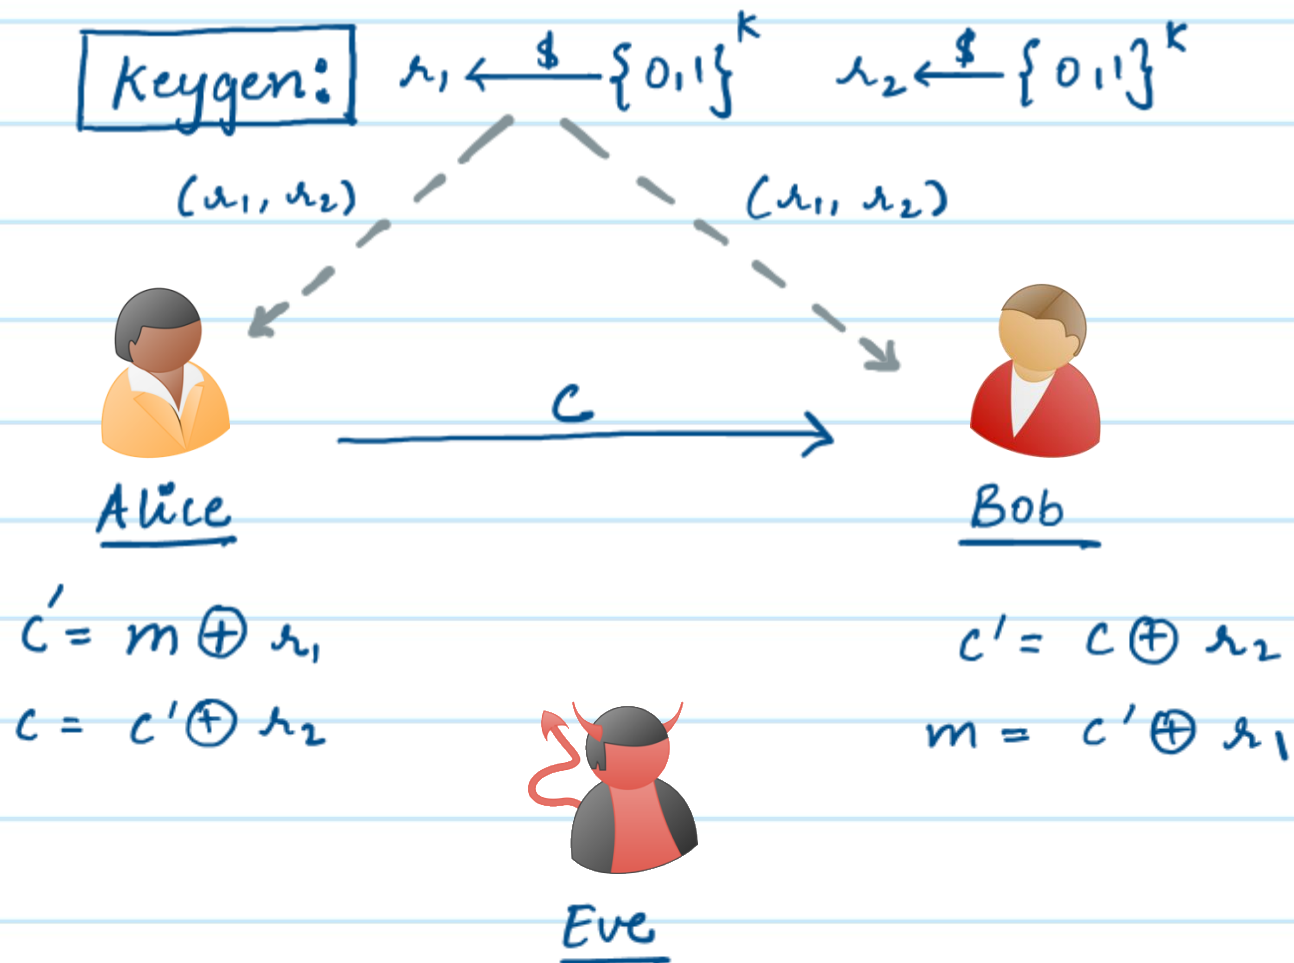 Keygen: r₁ ←$ {0,1}^K r₂ ←$ {0,1}^K
(r₁, r₂) (r₁, r₂)
C
Alice Bob
C' = m ⊕ r₁ c' = C ⊕ r₂
C = c' ⊕ r₂ m = c' ⊕ r₁
Eve